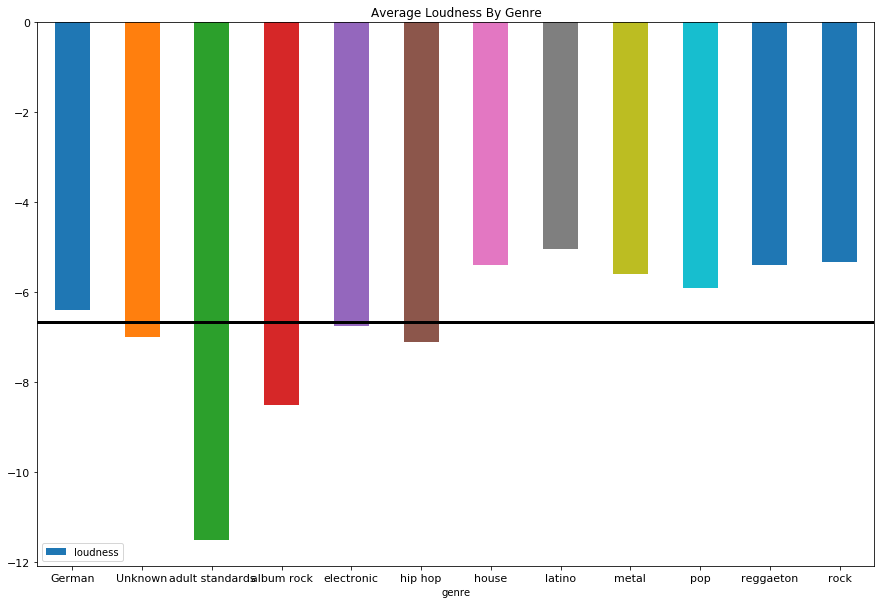 Average Loudness By Genre
0
−2
−4
−6
−8
−10
−12
loudness
German Unknown adult standards album rock electronic hip hop house latino metal pop reggaeton rock
genre